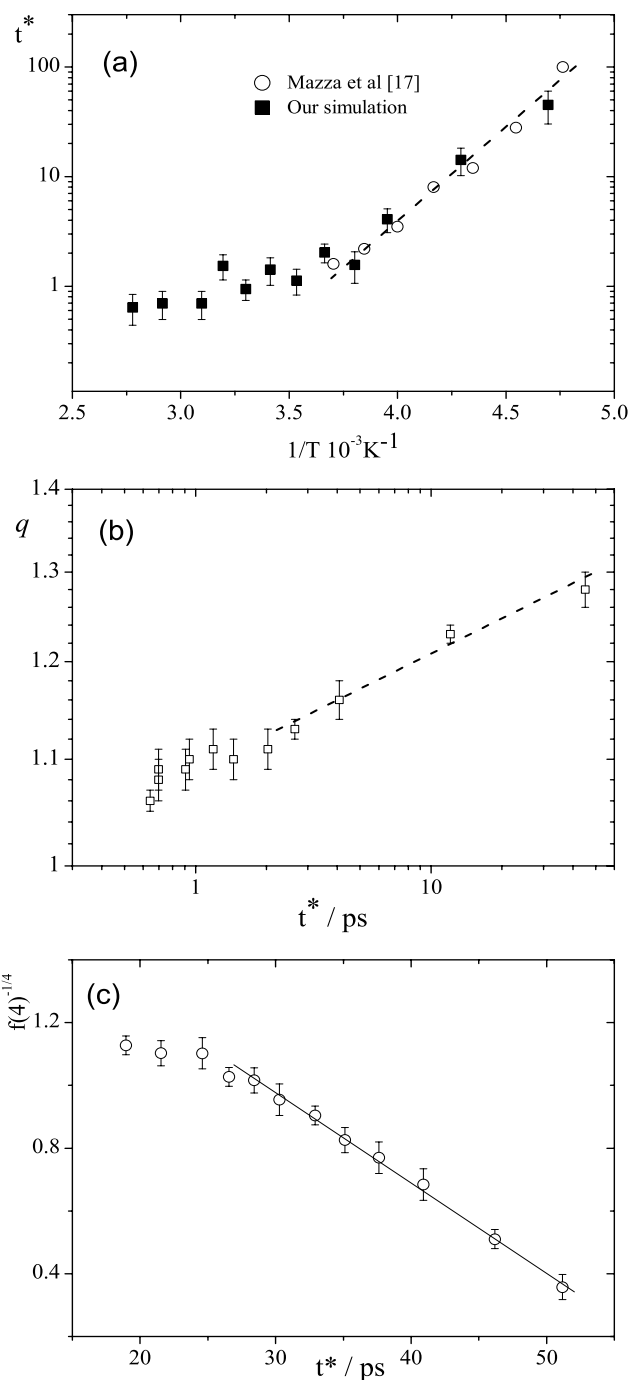 t*
(a)
100
10
1
Mazza et al [17]
Our simulation
2.5 3.0 3.5 4.0 4.5 5.0
1/T 10-3K-1
1.4
q
(b)
1.3
1.2
1.1
1
1 10
t* / ps
f(4)-1/4
(c)
1.2
0.8
0.4
20 30 40 50
t* / ps